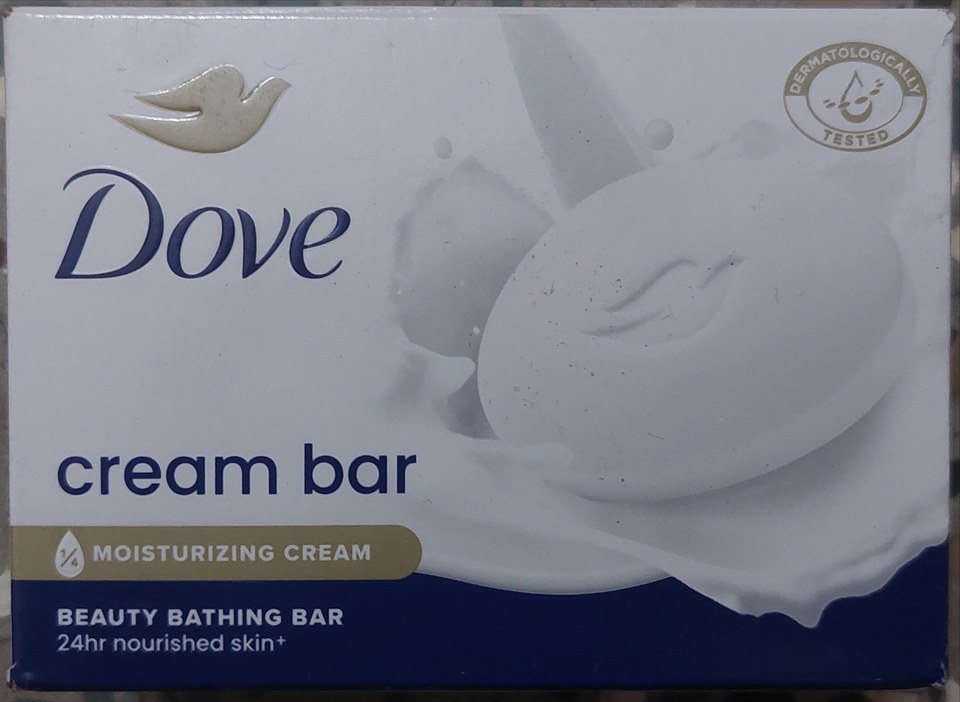 DERMATOLOGICALLY
TESTED
Dove
cream bar
1/4 MOISTURIZING CREAM
BEAUTY BATHING BAR
24hr nourished skin+